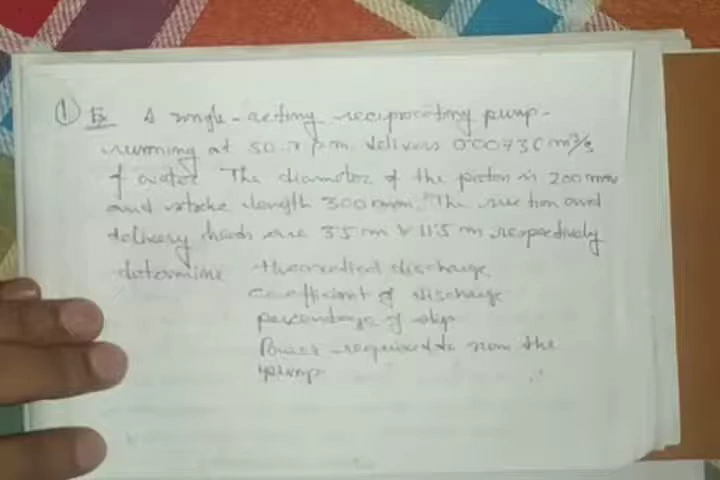 ① Ex A single-acting reciprocating pump
running at 50 r.p.m. delivers 0.00736 m³/s
of water. The diameter of the piston is 200 mm
and stroke length 300 mm. The suction and
delivery heads are 3.5 m & 11.5 m respectively
determine theoretical discharge
coefficient of discharge
percentage of slip
Power required to run the
pump